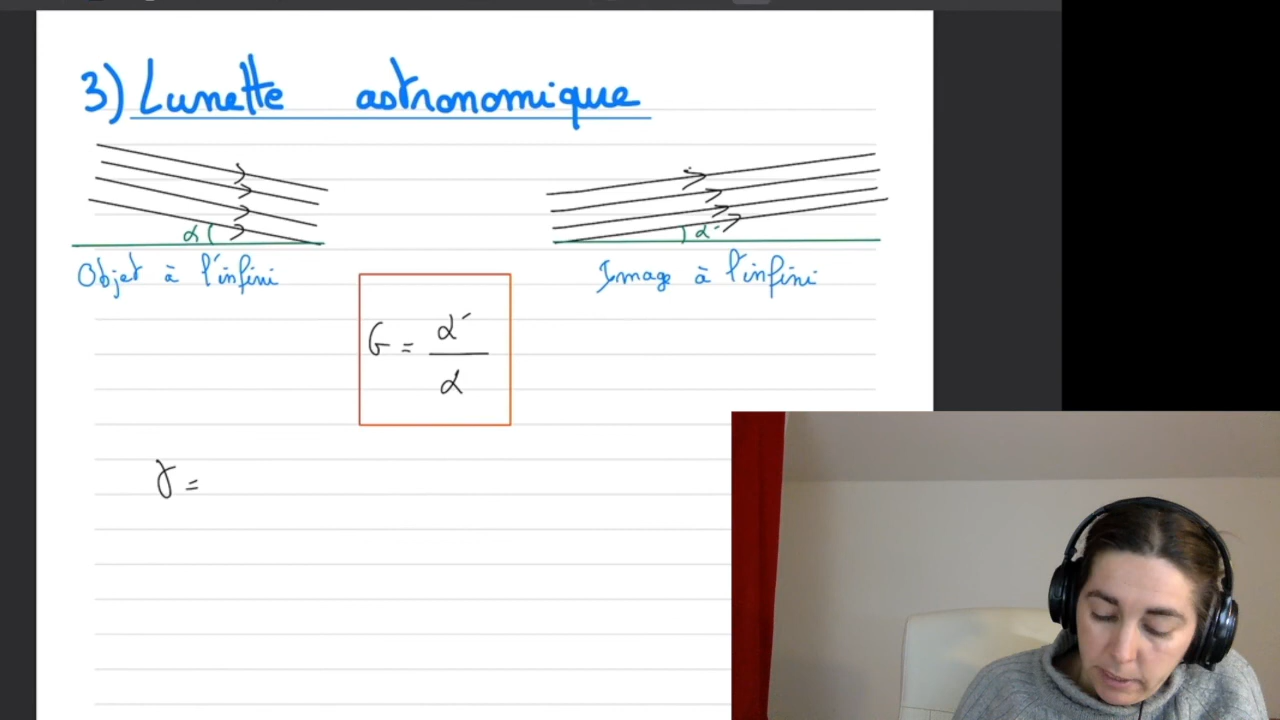 3) Lunette astronomique
α
α'
Objet à l'infini
Image à l'infini
G = α'
α
γ =